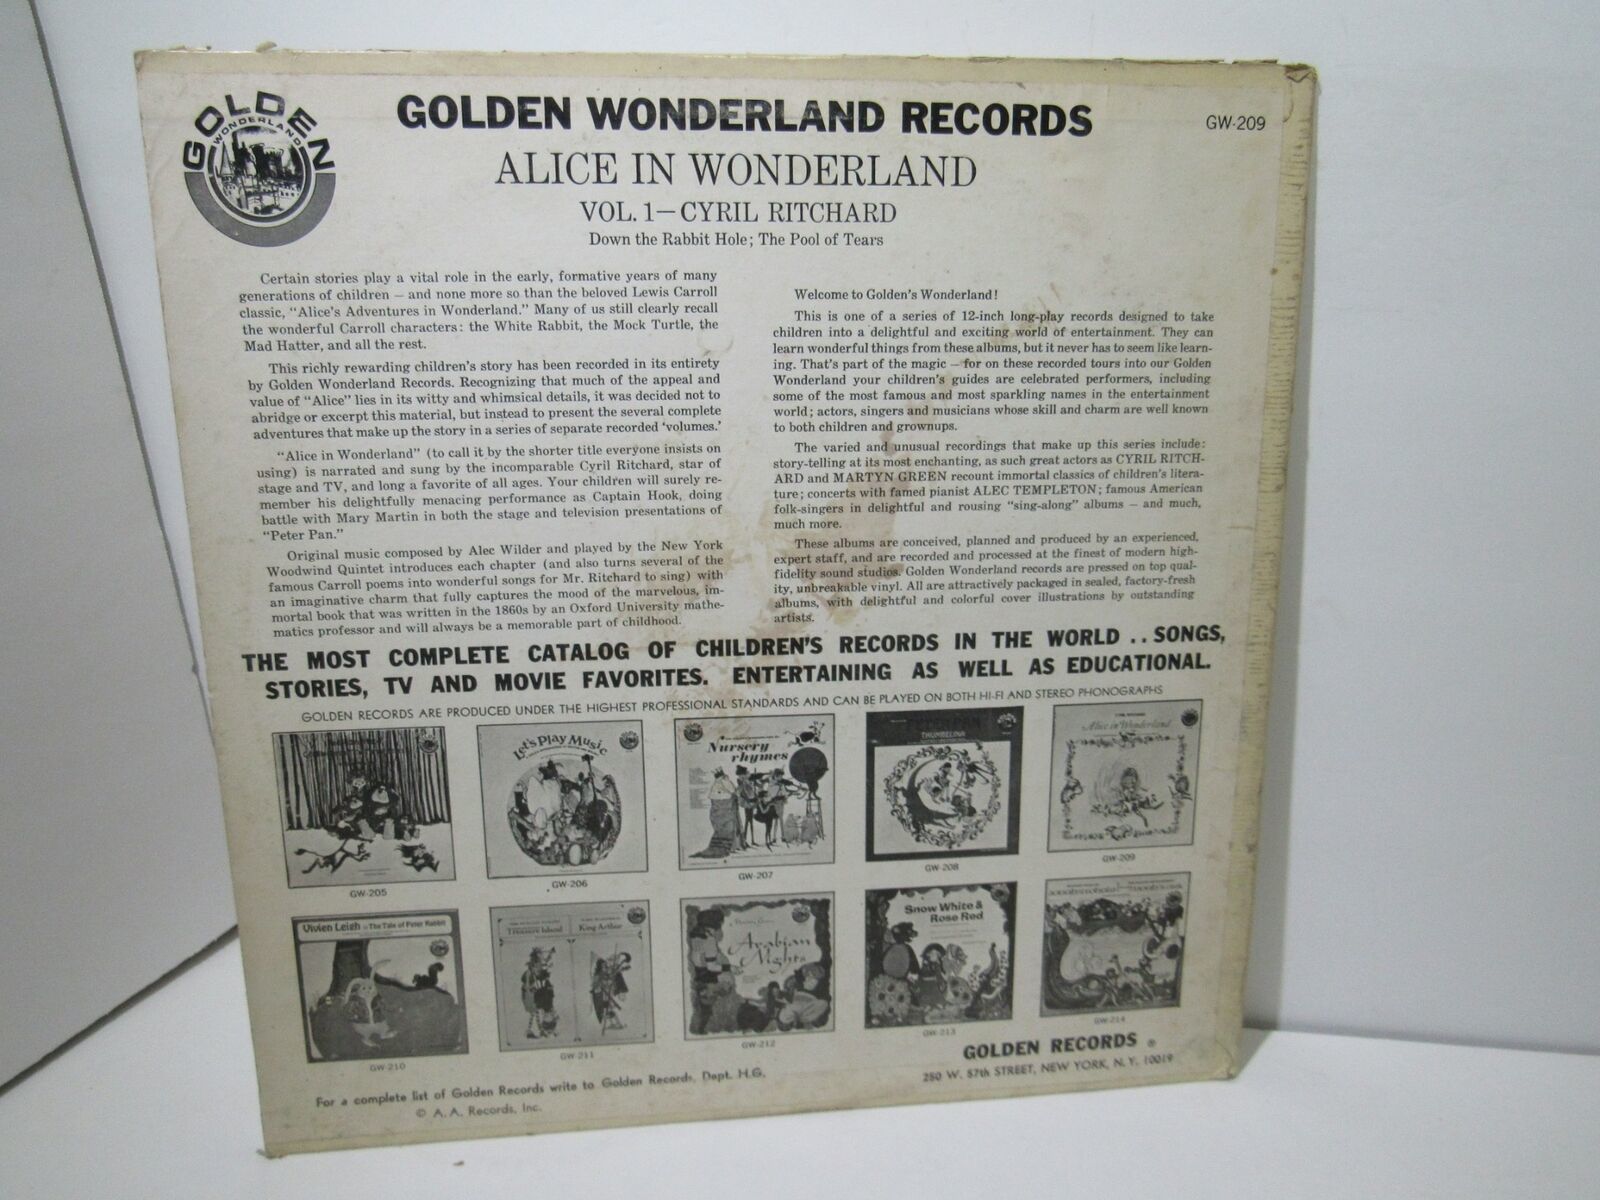 GOLDEN
WONDERLAND
GOLDEN WONDERLAND RECORDS
GW-209
ALICE IN WONDERLAND
VOL. 1—CYRIL RITCHARD
Down the Rabbit Hole; The Pool of Tears
Certain stories play a vital role in the early, formative years of many
generations of children – and none more so than the beloved Lewis Carroll
classic, "Alice's Adventures in Wonderland." Many of us still clearly recall
the wonderful Carroll characters: the White Rabbit, the Mock Turtle, the
Mad Hatter, and all the rest.
This richly rewarding children's story has been recorded in its entirety
by Golden Wonderland Records. Recognizing that much of the appeal and
value of "Alice" lies in its witty and whimsical details, it was decided not to
abridge or excerpt this material, but instead to present the several complete
adventures that make up the story in a series of separate recorded 'volumes.'
"Alice in Wonderland" (to call it by the shorter title everyone insists on
using) is narrated and sung by the incomparable Cyril Ritchard, star of
stage and TV, and long a favorite of all ages. Your children will surely re-
member his delightfully menacing performance as Captain Hook, doing
battle with Mary Martin in both the stage and television presentations of
"Peter Pan."
Original music composed by Alec Wilder and played by the New York
Woodwind Quintet introduces each chapter (and also turns several of the
famous Carroll poems into wonderful songs for Mr. Ritchard to sing) with
an imaginative charm that fully captures the mood of the marvelous, im-
mortal book that was written in the 1860s by an Oxford University mathe-
matics professor and will always be a memorable part of childhood.
Welcome to Golden's Wonderland!
This is one of a series of 12-inch long-play records designed to take
children into a delightful and exciting world of entertainment. They can
learn wonderful things from these albums, but it never has to seem like learn-
ing. That's part of the magic – for on these recorded tours into our Golden
Wonderland your children's guides are celebrated performers, including
some of the most famous and most sparkling names in the entertainment
world; actors, singers and musicians whose skill and charm are well known
to both children and grownups.
The varied and unusual recordings that make up this series include:
story-telling at its most enchanting, as such great actors as CYRIL RITCH-
ARD and MARTYN GREEN recount immortal classics of children's litera-
ture; concerts with famed pianist ALEC TEMPLETON; famous American
folk-singers in delightful and rousing "sing-along" albums – and much,
much more.
These albums are conceived, planned and produced by an experienced,
expert staff, and are recorded and processed at the finest of modern high-
fidelity sound studios. Golden Wonderland records are pressed on top qual-
ity, unbreakable vinyl. All are attractively packaged in sealed, factory-fresh
albums, with delightful and colorful cover illustrations by outstanding
artists.
THE MOST COMPLETE CATALOG OF CHILDREN'S RECORDS IN THE WORLD .. SONGS,
STORIES, TV AND MOVIE FAVORITES. ENTERTAINING AS WELL AS EDUCATIONAL.
GOLDEN RECORDS ARE PRODUCED UNDER THE HIGHEST PROFESSIONAL STANDARDS AND CAN BE PLAYED ON BOTH HI-FI AND STEREO PHONOGRAPHS
Let's Play Music
Nursery
rhymes
PETER PAN
THUMBELINA
Alice in Wonderland
GW-205
GW-206
GW-207
GW-208
GW-209
Vivien Leigh in The Tale of Peter Rabbit
Treasure Island
King Arthur
Arabian
Nights
Snow White &
Rose Red
GW-210
GW-211
GW-212
GW-213
GW-214
GOLDEN RECORDS ®
250 W. 57th STREET, NEW YORK, N. Y. 10019
For a complete list of Golden Records write to Golden Records, Dept. H.G.
© A. A. Records, Inc.